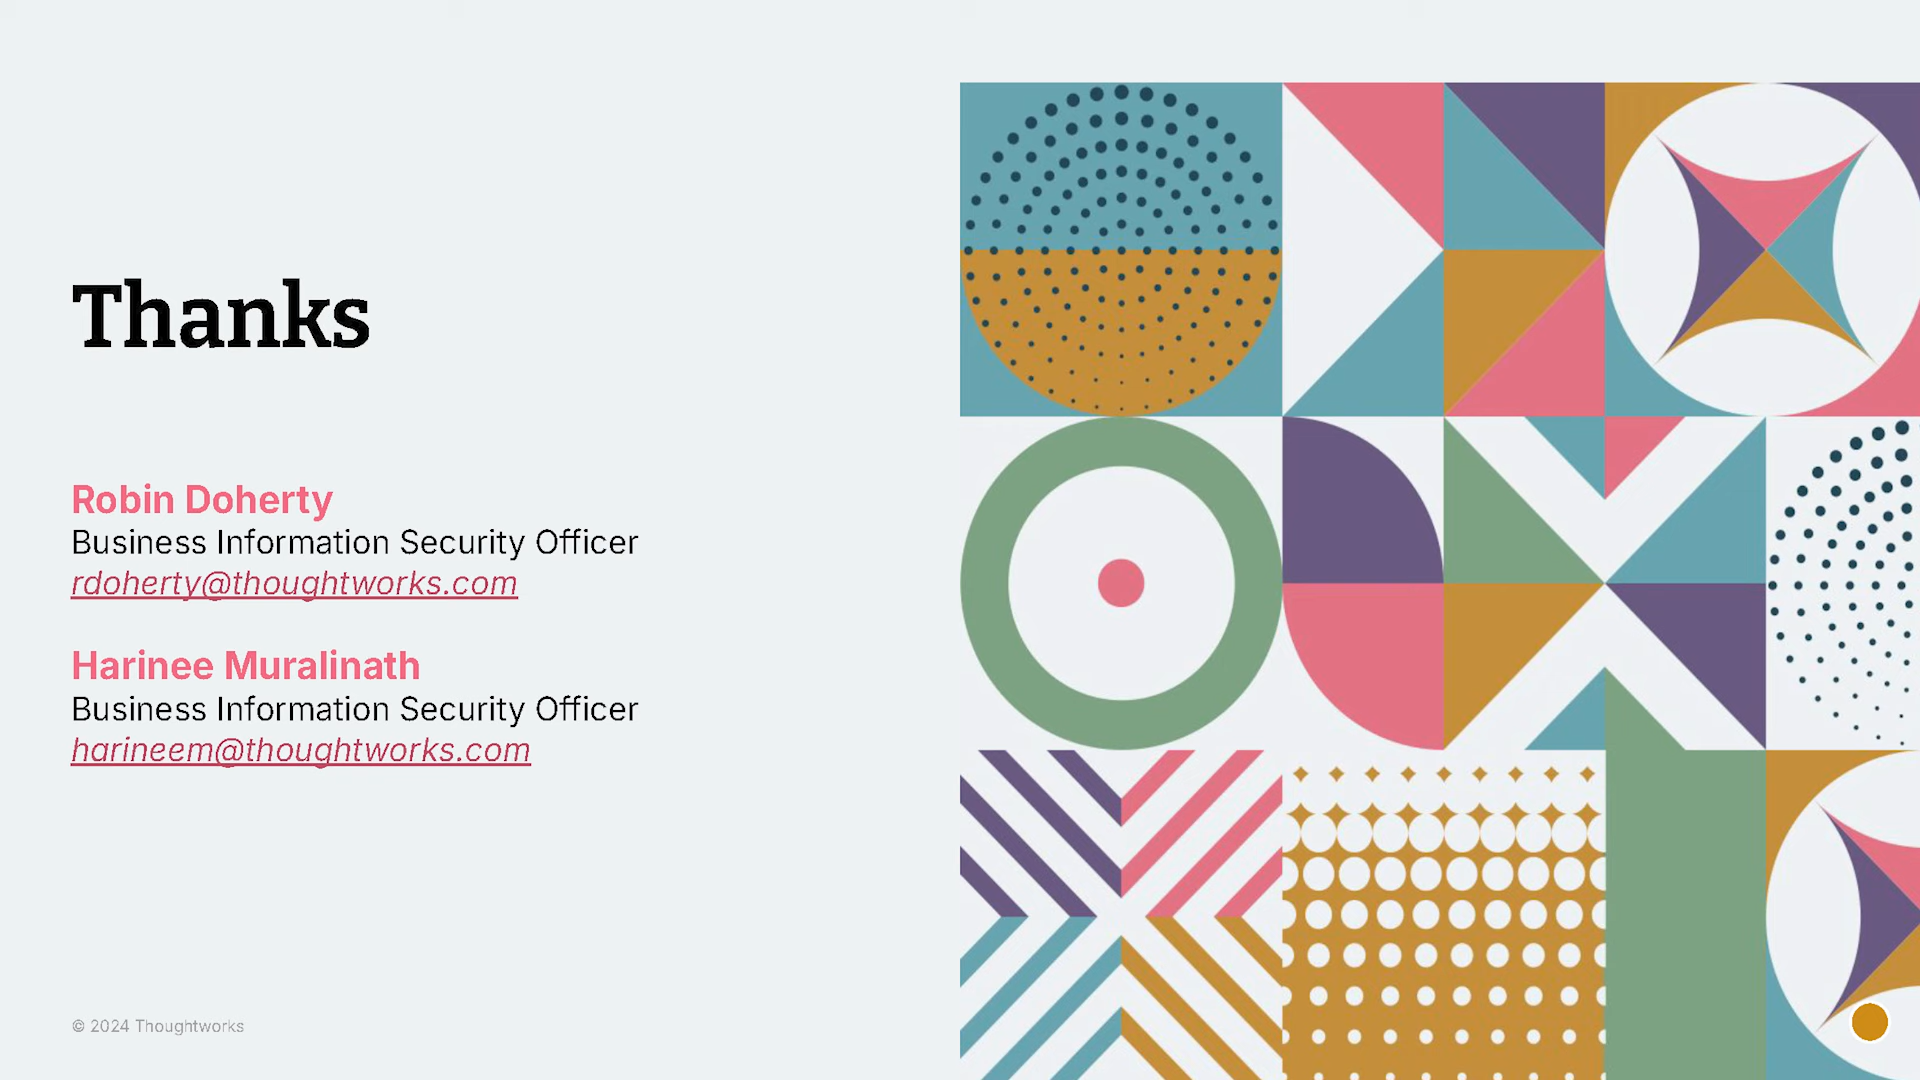 Thanks
Robin Doherty
Business Information Security Officer
rdoherty@thoughtworks.com
Harinee Muralinath
Business Information Security Officer
harineem@thoughtworks.com
© 2024 Thoughtworks